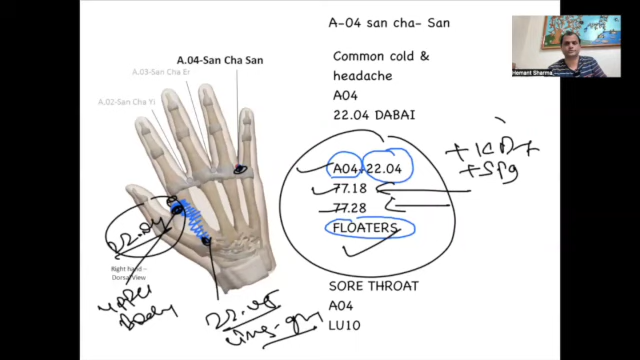 A-04 san cha- San
Hemant Sharma
A.04-San Cha San
A.03-San Cha Er
A.02-San Cha Yi
Common cold &
headache
A04
22.04 DABAI
A04+22.04
77.18
77.28
FLOATERS
+ KD7
+ SP9
22.04
Right hand –
Dorsal View
upper
Body
22.05
SORE THROAT
A04
LU10